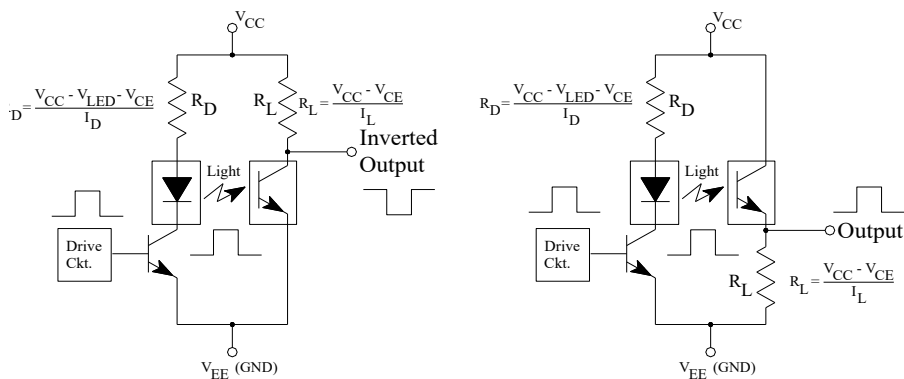 VCC
RD
VCC - VLED - VCE
D=
ID
RL
RL = VCC - VCE
IL
Inverted
Output
Light
Drive
Ckt.
VEE (GND)
VCC
RD = VCC - VLED - VCE
ID
RD
Light
Drive
Ckt.
Output
RL
RL = VCC - VCE
IL
VEE (GND)